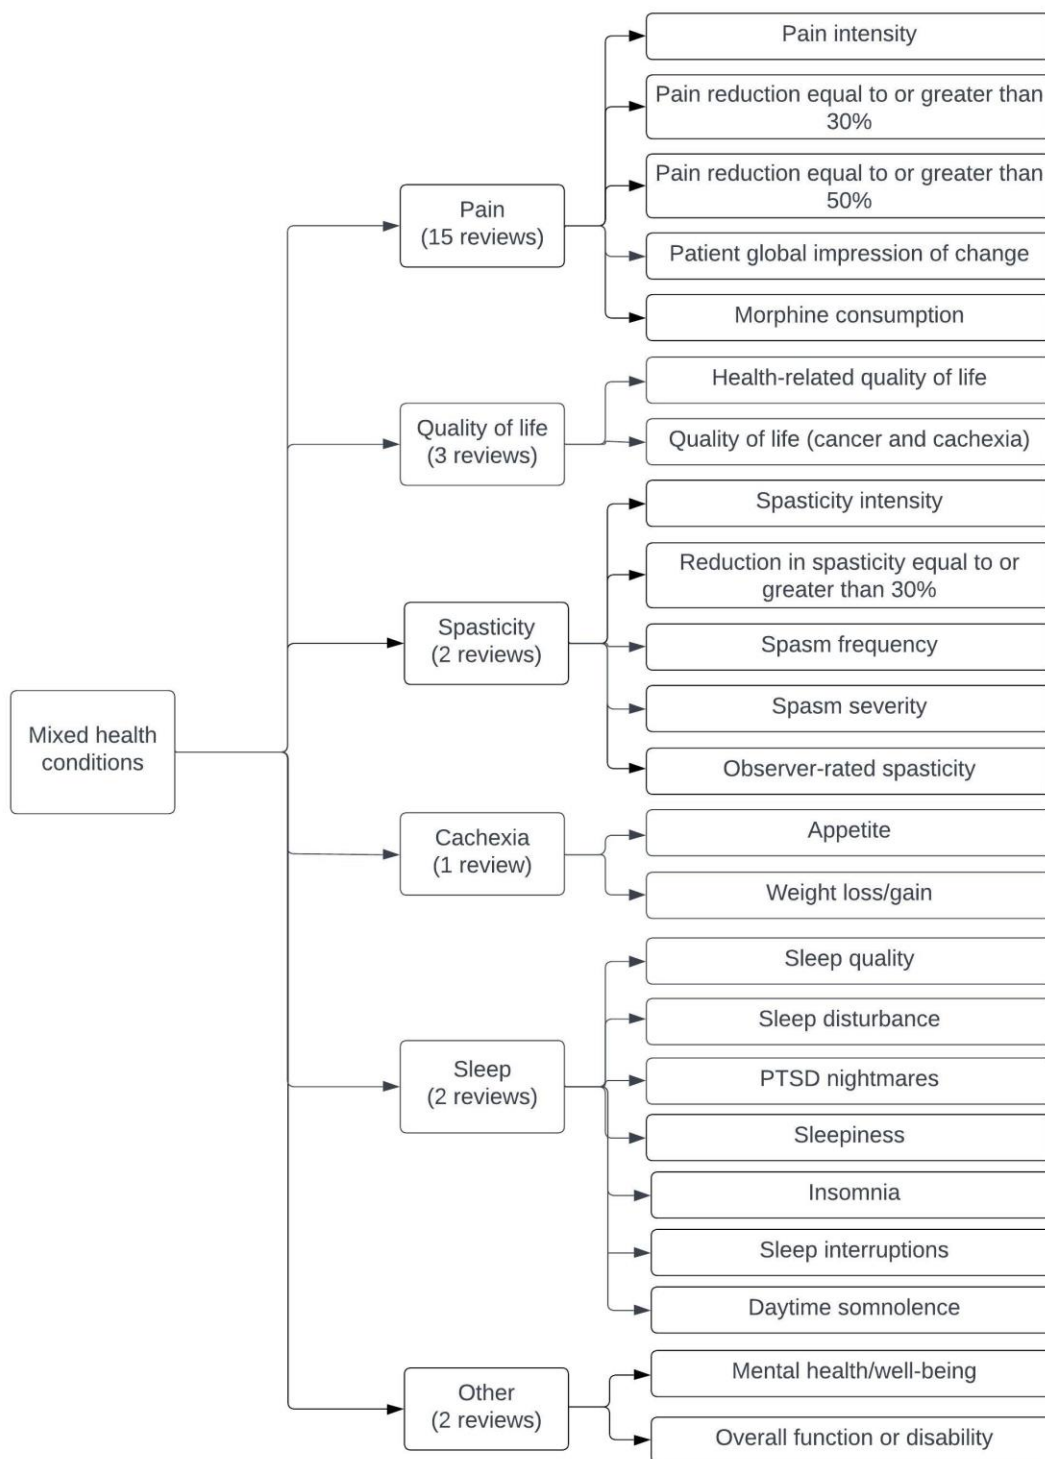 Mixed health
conditions
Pain
(15 reviews)
Pain intensity
Pain reduction equal to or greater than
30%
Pain reduction equal to or greater than
50%
Patient global impression of change
Morphine consumption
Quality of life
(3 reviews)
Health-related quality of life
Quality of life (cancer and cachexia)
Spasticity
(2 reviews)
Spasticity intensity
Reduction in spasticity equal to or
greater than 30%
Spasm frequency
Spasm severity
Observer-rated spasticity
Cachexia
(1 review)
Appetite
Weight loss/gain
Sleep
(2 reviews)
Sleep quality
Sleep disturbance
PTSD nightmares
Sleepiness
Insomnia
Sleep interruptions
Daytime somnolence
Other
(2 reviews)
Mental health/well-being
Overall function or disability